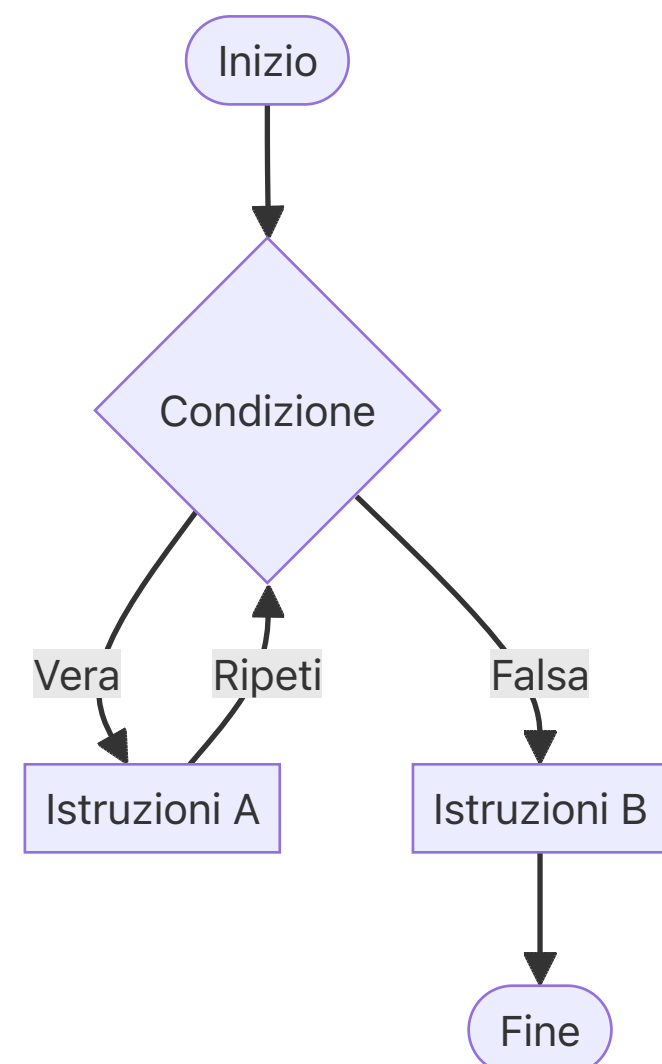 Inizio
Condizione
Vera
Ripeti
Falsa
Istruzioni A
Istruzioni B
Fine